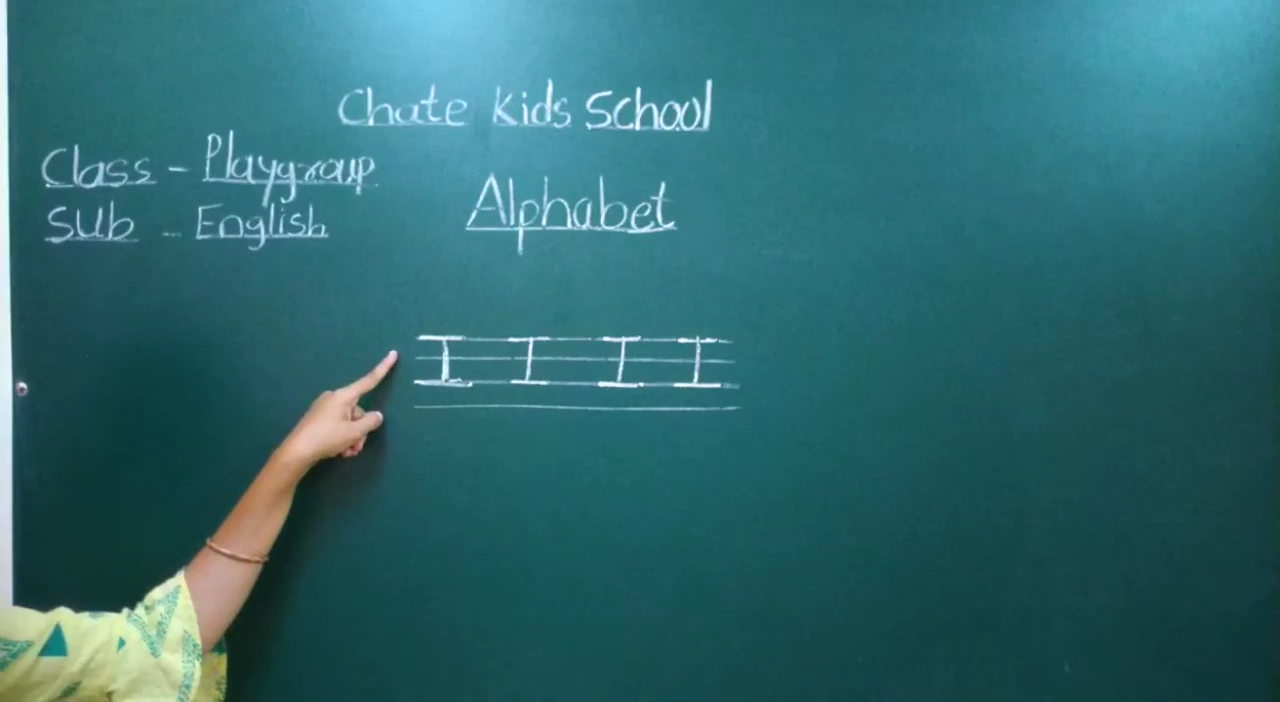 Chate Kids School
Class - Playgroup
Sub - English
Alphabet
I I I I